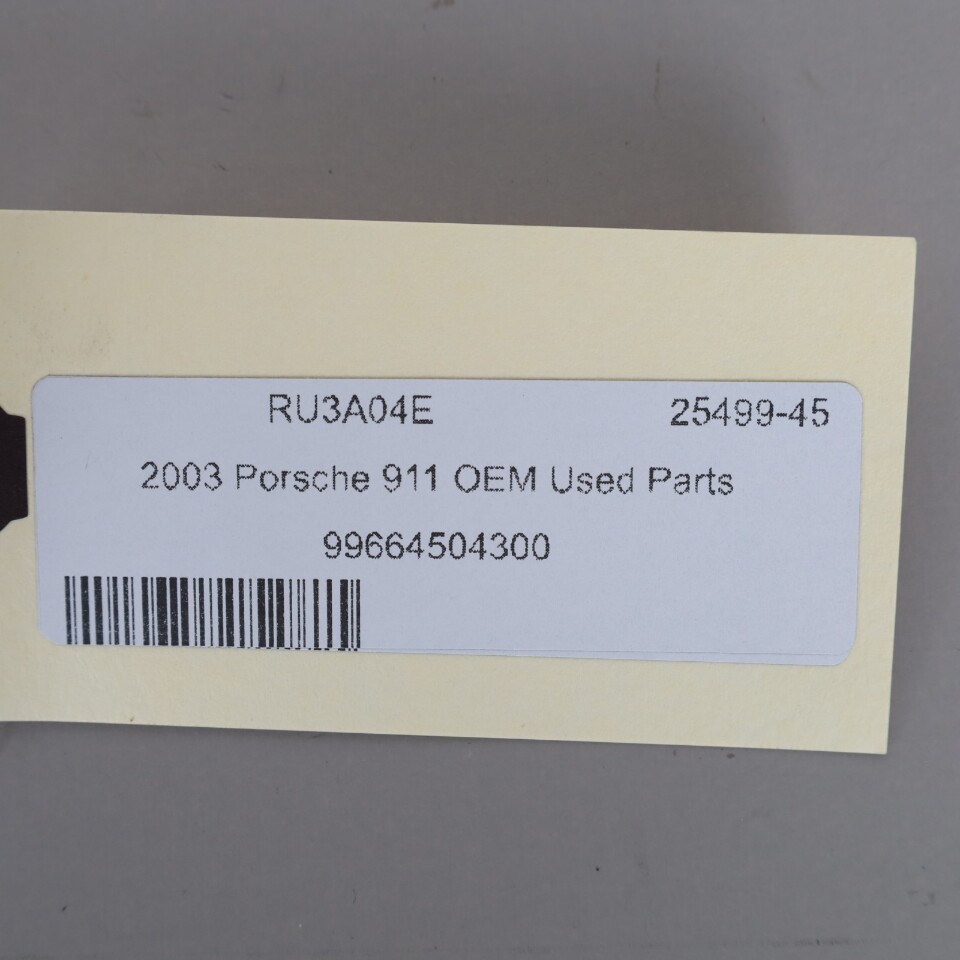 RU3A04E 25499-45
2003 Porsche 911 OEM Used Parts
99664504300